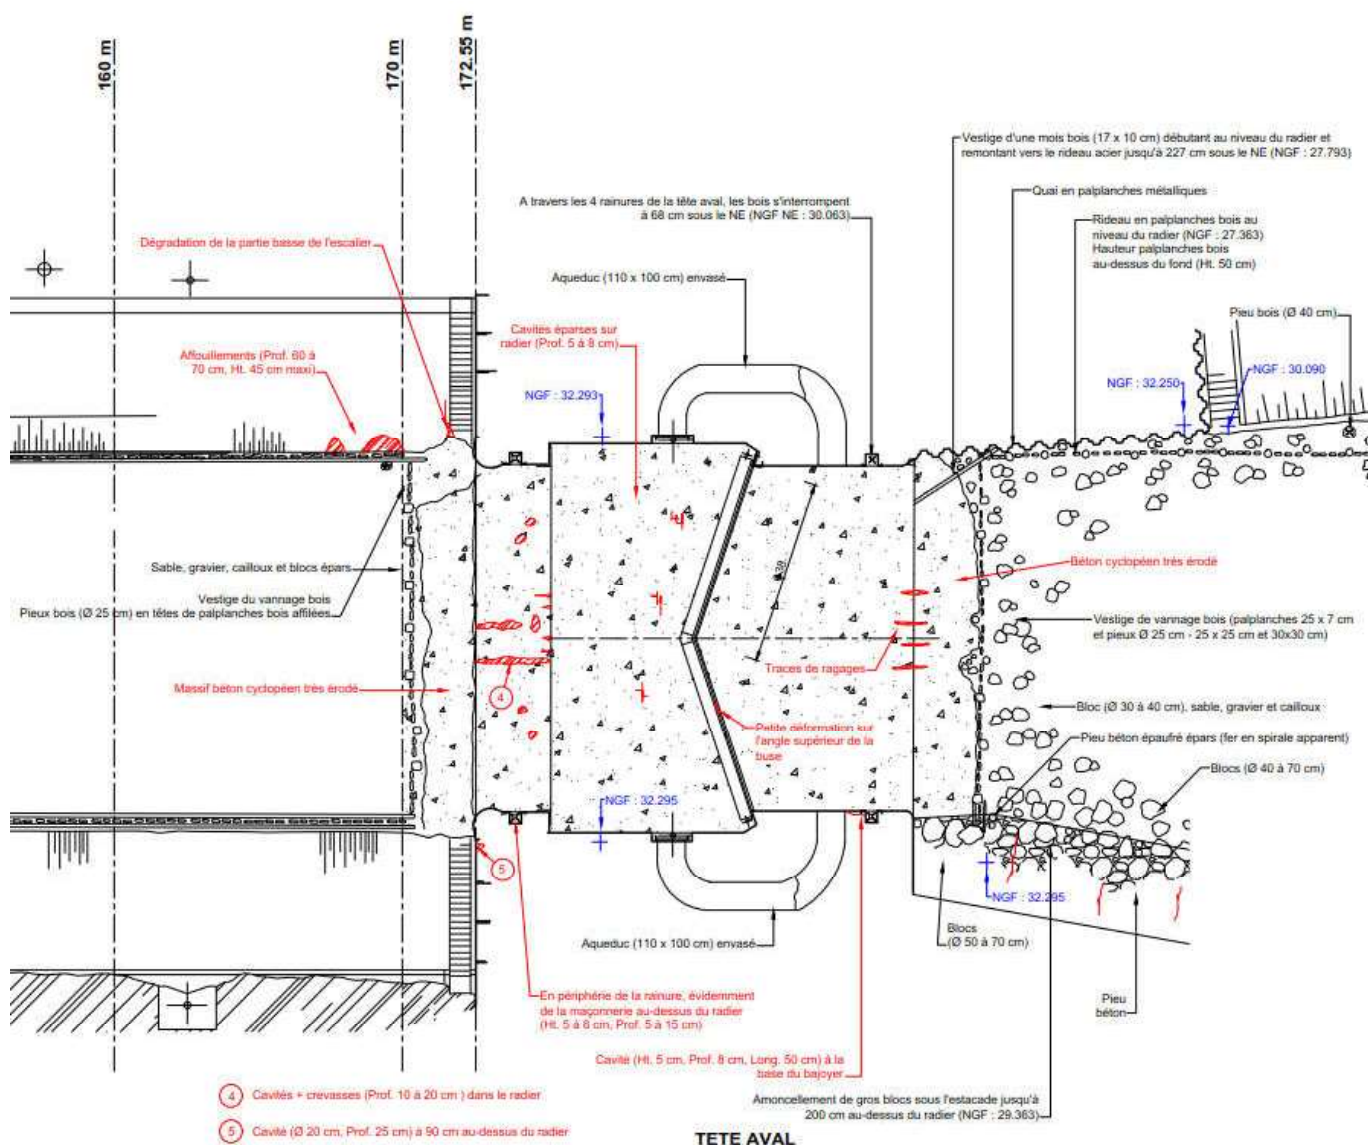 160 m
170 m
172.55 m
Vestige d'une mois bois (17 x 10 cm) débutant au niveau du radier et
remontant vers le rideau acier jusqu'à 227 cm sous le NE (NGF : 27.793)
Quai en palplanches métalliques
A travers les 4 rainures de la tête aval, les bois s'interrompent
à 68 cm sous le NE (NGF NE : 30.063)
Rideau en palplanches bois au
niveau du radier (NGF : 27.363)
Hauteur palplanches bois
au-dessus du fond (Ht. 50 cm)
Dégradation de la partie basse de l'escalier
Aqueduc (110 x 100 cm) envasé
Pieu bois (Ø 40 cm)
Cavités éparses sur
radier (Prof. 5 à 8 cm)
Affouillements (Prof. 60 à
70 cm, Ht. 45 cm maxi)
NGF : 32.293
NGF : 32.250
NGF : 30.090
Sable, gravier, cailloux et blocs épars
Béton cyclopéen très érodé
Vestige du vannage bois
Pieux bois (Ø 25 cm) en têtes de palplanches bois affilées
Vestige de vannage bois (palplanches 25 x 7 cm
et pieux Ø 25 cm - 25 x 25 cm et 30x30 cm)
Traces de ragages
Massif béton cyclopéen très érodé
4
Bloc (Ø 30 à 40 cm), sable, gravier et cailloux
Petite déformation sur
l'angle supérieur de la
buse
Pieu béton épaufré épars (fer en spirale apparent)
Blocs (Ø 40 à 70 cm)
NGF : 32.295
5
NGF : 32.295
Blocs
(Ø 50 à 70 cm)
Aqueduc (110 x 100 cm) envasé
En périphérie de la rainure, évidemment
de la maçonnerie au-dessus du radier
(Ht. 5 à 8 cm, Prof. 5 à 15 cm)
Pieu
béton
Cavité (Ht. 5 cm, Prof. 8 cm, Long. 50 cm) à la
base du bajoyer
4 Cavités + crevasses (Prof. 10 à 20 cm ) dans le radier
Amoncellement de gros blocs sous l'estacade jusqu'à
200 cm au-dessus du radier (NGF : 29.363)
5 Cavité (Ø 20 cm, Prof. 25 cm) à 90 cm au-dessus du radier
TETE AVAL